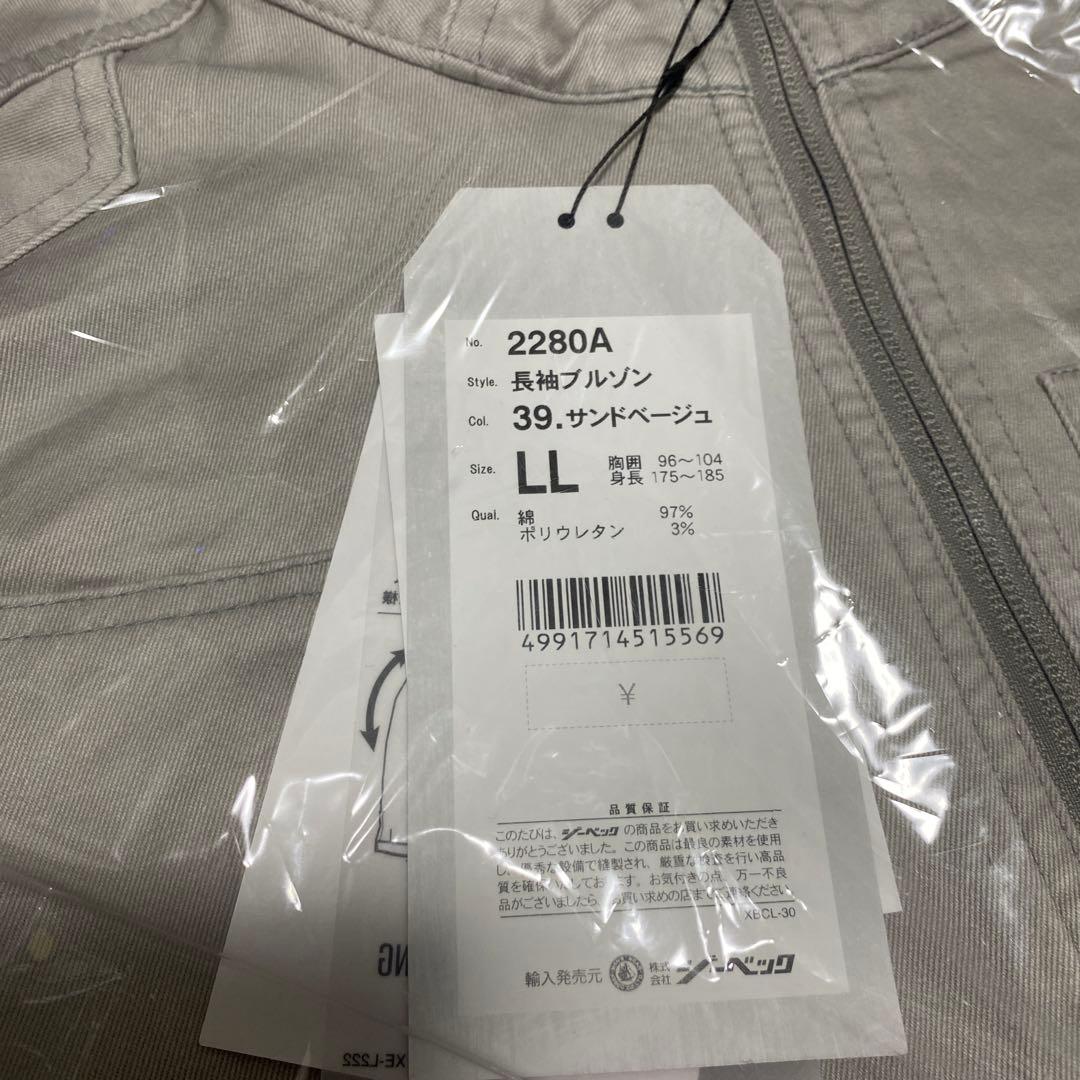 No. 2280A
Style. 長袖ブルゾン
Col. 39.サンドベージュ
Size. LL 胸囲 96～104
身長 175～185
Quai. 綿 97%
ポリウレタン 3%
4991714515569
¥
品質保証
このたびは、ジーベックの商品をお買い求めいただき
ありがとうございました。この商品は最良の素材を使用
し、優秀な設備で縫製され、厳重な検査を行い高品
質を確保いたしております。お気付きの点、万一不良
品がございましたら、お買い求めの店までご連絡ください。
XBCL-30
輸入発売元 株式会社 ジーベック
XE-L222